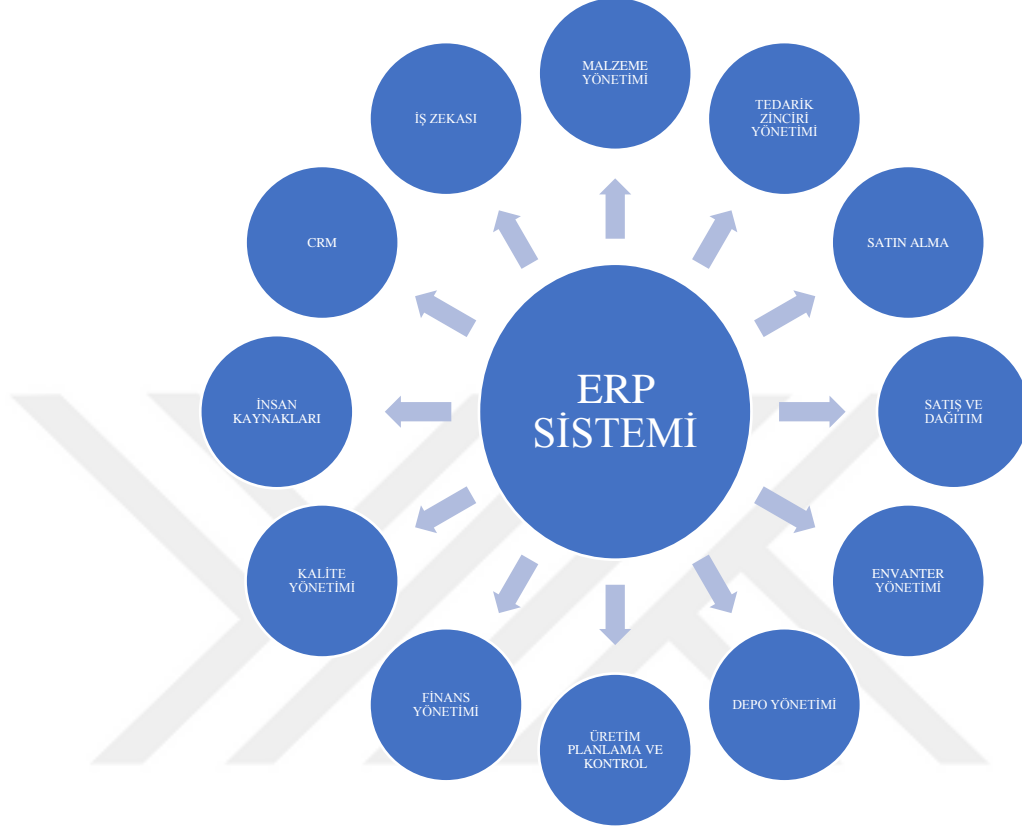 MALZEME
YÖNETİMİ
TEDARİK
ZİNCİRİ
YÖNETİMİ
SATIN ALMA
SATIŞ VE
DAĞITIM
ENVANTER
YÖNETİMİ
DEPO YÖNETİMİ
ÜRETİM
PLANLAMA VE
KONTROL
FİNANS
YÖNETİMİ
KALİTE
YÖNETİMİ
İNSAN
KAYNAKLARI
CRM
İŞ ZEKASI
ERP
SİSTEMİ